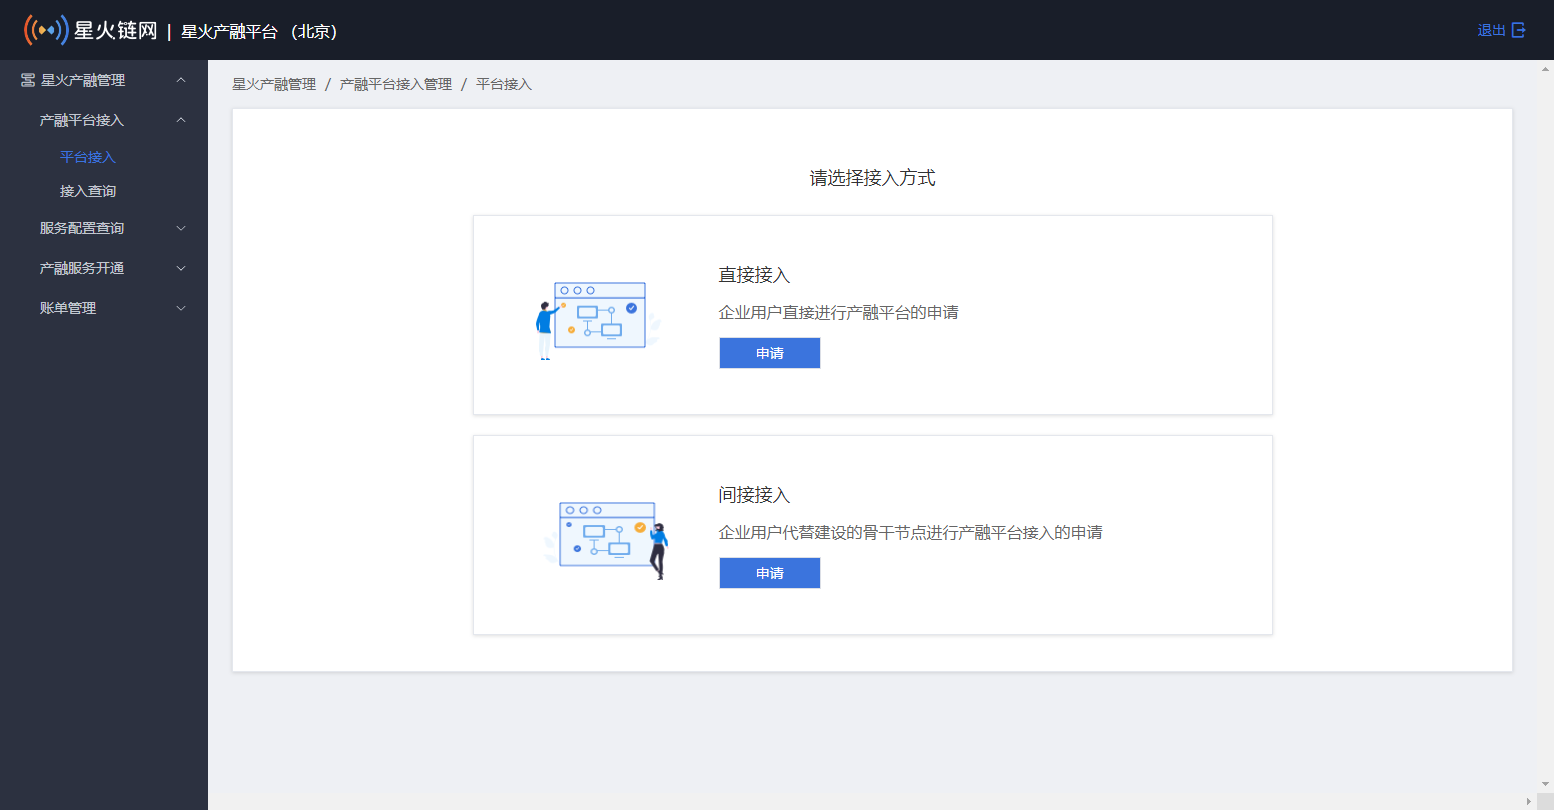 星火链网 | 星火产融平台 （北京）
退出
星火产融管理
产融平台接入
平台接入
接入查询
服务配置查询
产融服务开通
账单管理
星火产融管理 / 产融平台接入管理 / 平台接入
请选择接入方式
直接接入
企业用户直接进行产融平台的申请
申请
间接接入
企业用户代替建设的骨干节点进行产融平台接入的申请
申请